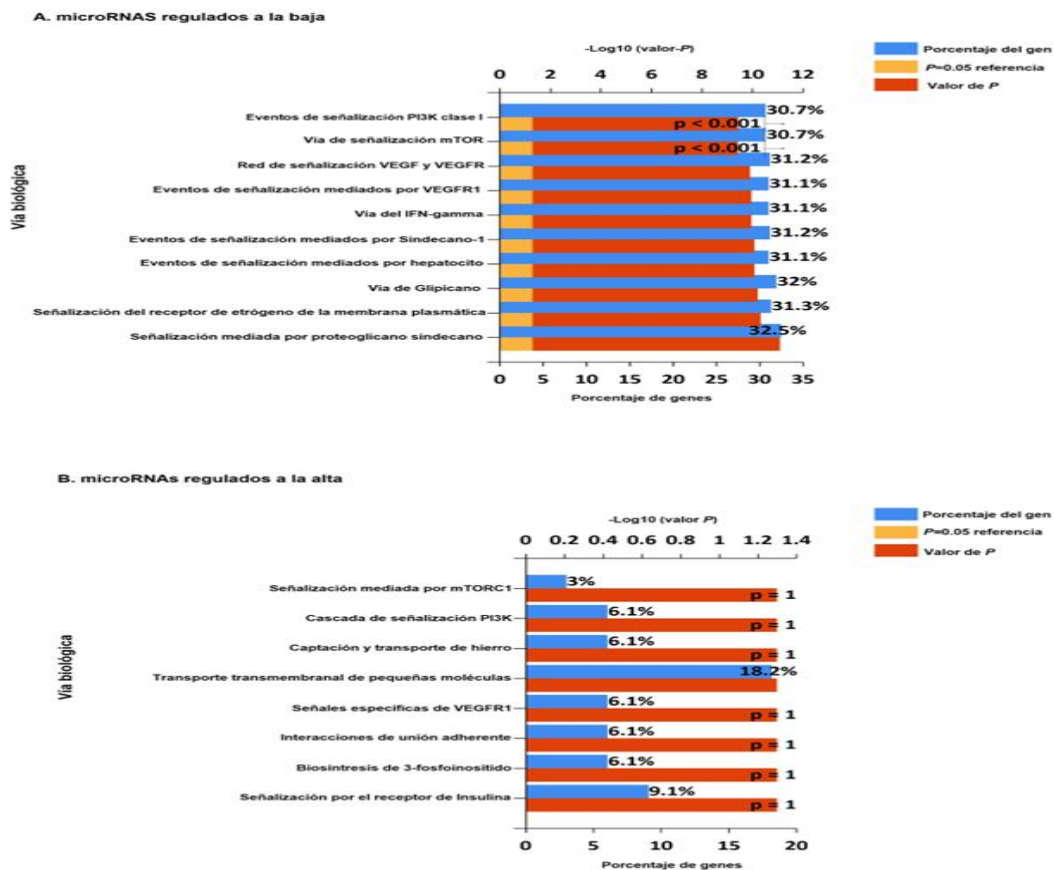 A. microRNAS regulados a la baja
-Log10 (valor-P)
0 2 4 6 8 10 12
Porcentaje del gen
P=0.05 referencia
Valor de P
Vía biológica
Eventos de señalización PI3K clase I
30.7%
p < 0.001
Vía de señalización mTOR
30.7%
p < 0.001
Red de señalización VEGF y VEGFR
31.2%
Eventos de señalización mediados por VEGFR1
31.1%
Via del IFN-gamma
31.1%
Eventos de señalización mediados por Sindecano-1
31.2%
Eventos de señalización mediados por hepatocito
31.1%
Via de Glipicano
32%
Señalización del receptor de etrógeno de la membrana plasmática
31.3%
Señalización mediada por proteoglicano sindecano
32.5%
0 5 10 15 20 25 30 35
Porcentaje de genes
B. microRNAs regulados a la alta
-Log10 (valor P)
0 0.2 0.4 0.6 0.8 1 1.2 1.4
Porcentaje del gen
P=0.05 referencia
Valor de P
Vía biológica
Señalización mediada por mTORC1
3%
p = 1
Cascada de señalización PI3K
6.1%
p = 1
Captación y transporte de hierro
6.1%
p = 1
Transporte transmembranal de pequeñas moléculas
18.2%
Señales especificas de VEGFR1
6.1%
p = 1
Interacciones de unión adherente
6.1%
p = 1
Biosintresis de 3-fosfoinositido
6.1%
p = 1
Señalización por el receptor de Insulina
9.1%
p = 1
0 5 10 15 20
Porcentaje de genes